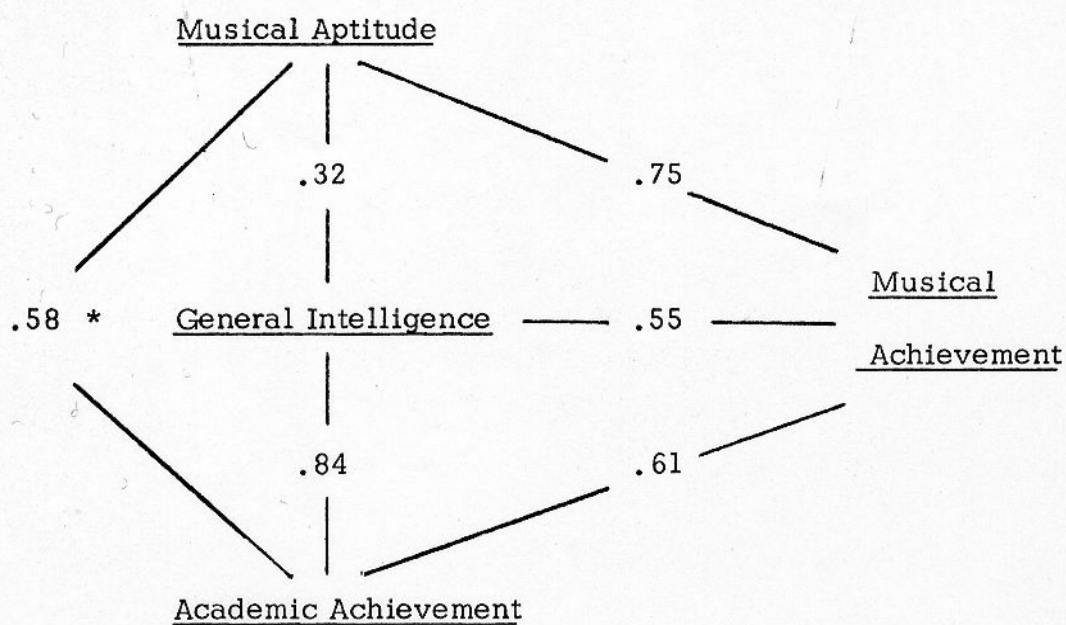 Musical Aptitude
.32
.75
Musical
.58 * General Intelligence .55
Achievement
.84
.61
Academic Achievement